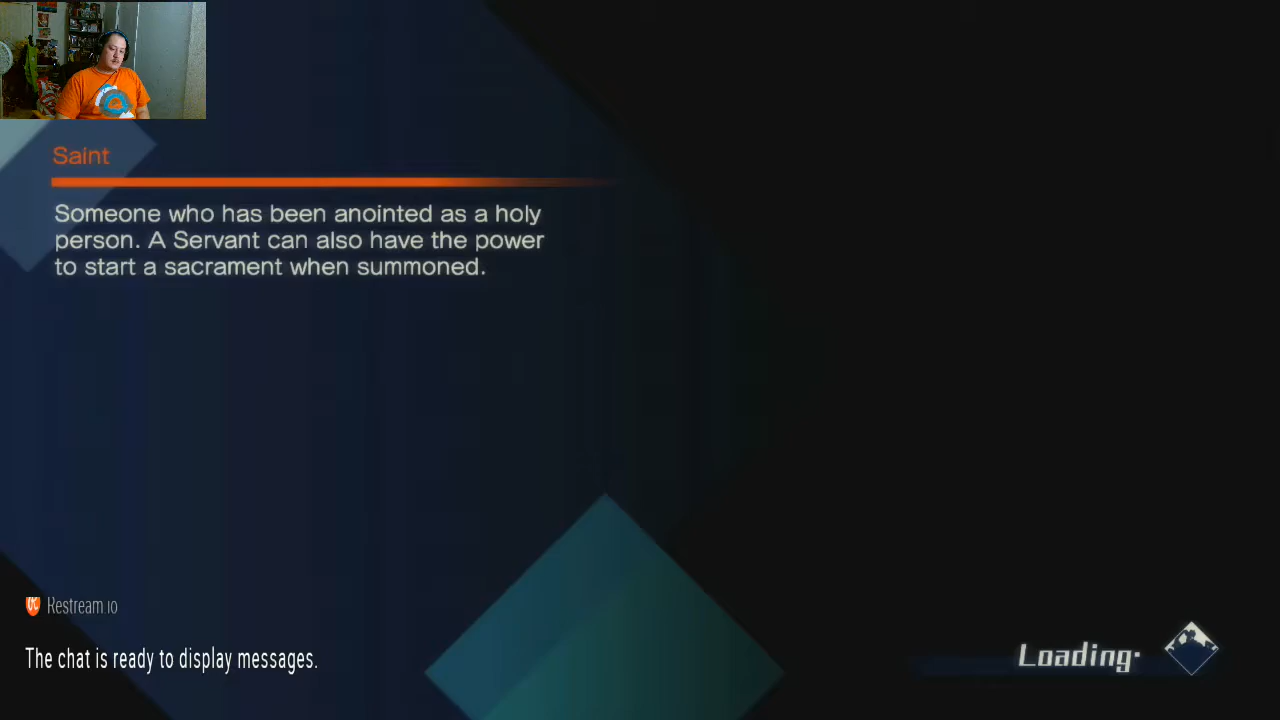 Saint
Someone who has been anointed as a holy
person. A Servant can also have the power
to start a sacrament when summoned.
Restream.io
The chat is ready to display messages.
Loading·